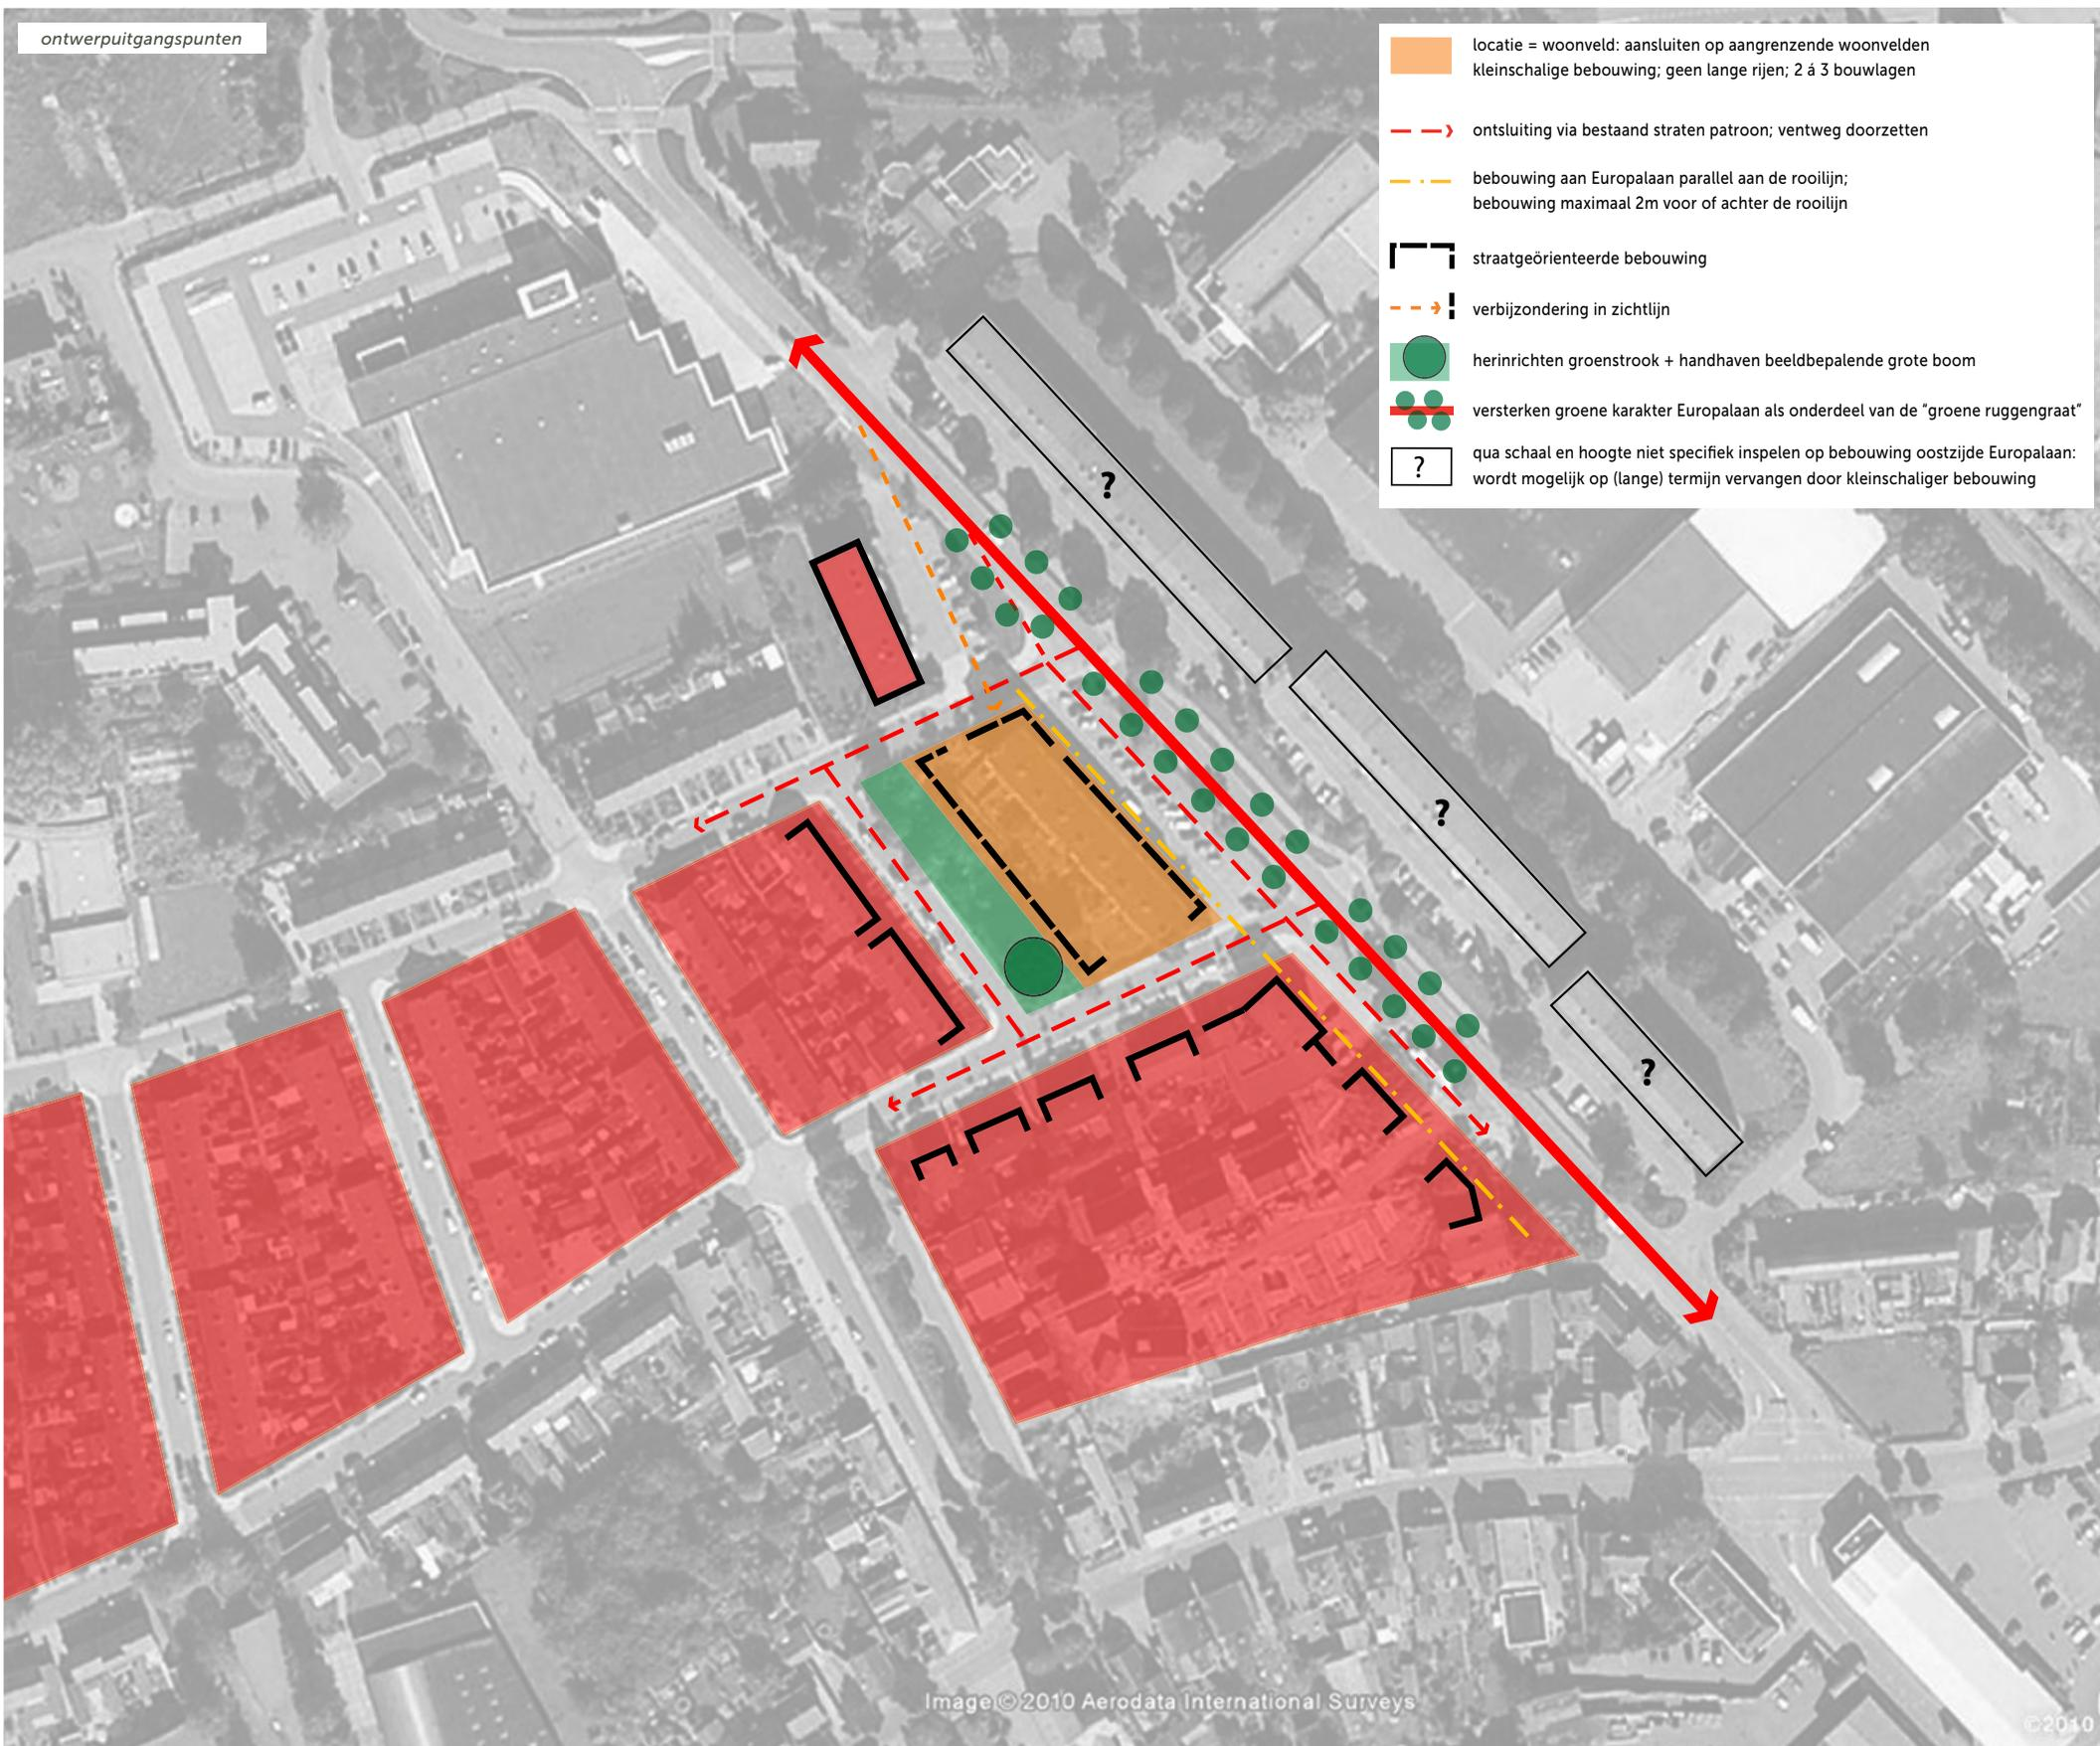 ontwerpuitgangspunten
locatie = woonveld: aansluiten op aangrenzende woonvelden
kleinschalige bebouwing; geen lange rijen; 2 á 3 bouwlagen
ontsluiting via bestaand straten patroon; ventweg doorzetten
bebouwing aan Europalaan parallel aan de rooilijn;
bebouwing maximaal 2m voor of achter de rooilijn
straatgeörienteerde bebouwing
verbijzondering in zichtlijn
herinrichten groenstrook + handhaven beeldbepalende grote boom
versterken groene karakter Europalaan als onderdeel van de "groene ruggengraat"
?
qua schaal en hoogte niet specifiek inspelen op bebouwing oostzijde Europalaan:
wordt mogelijk op (lange) termijn vervangen door kleinschaliger bebouwing
?
?
?
Image © 2010 Aerodata International Surveys
©2010